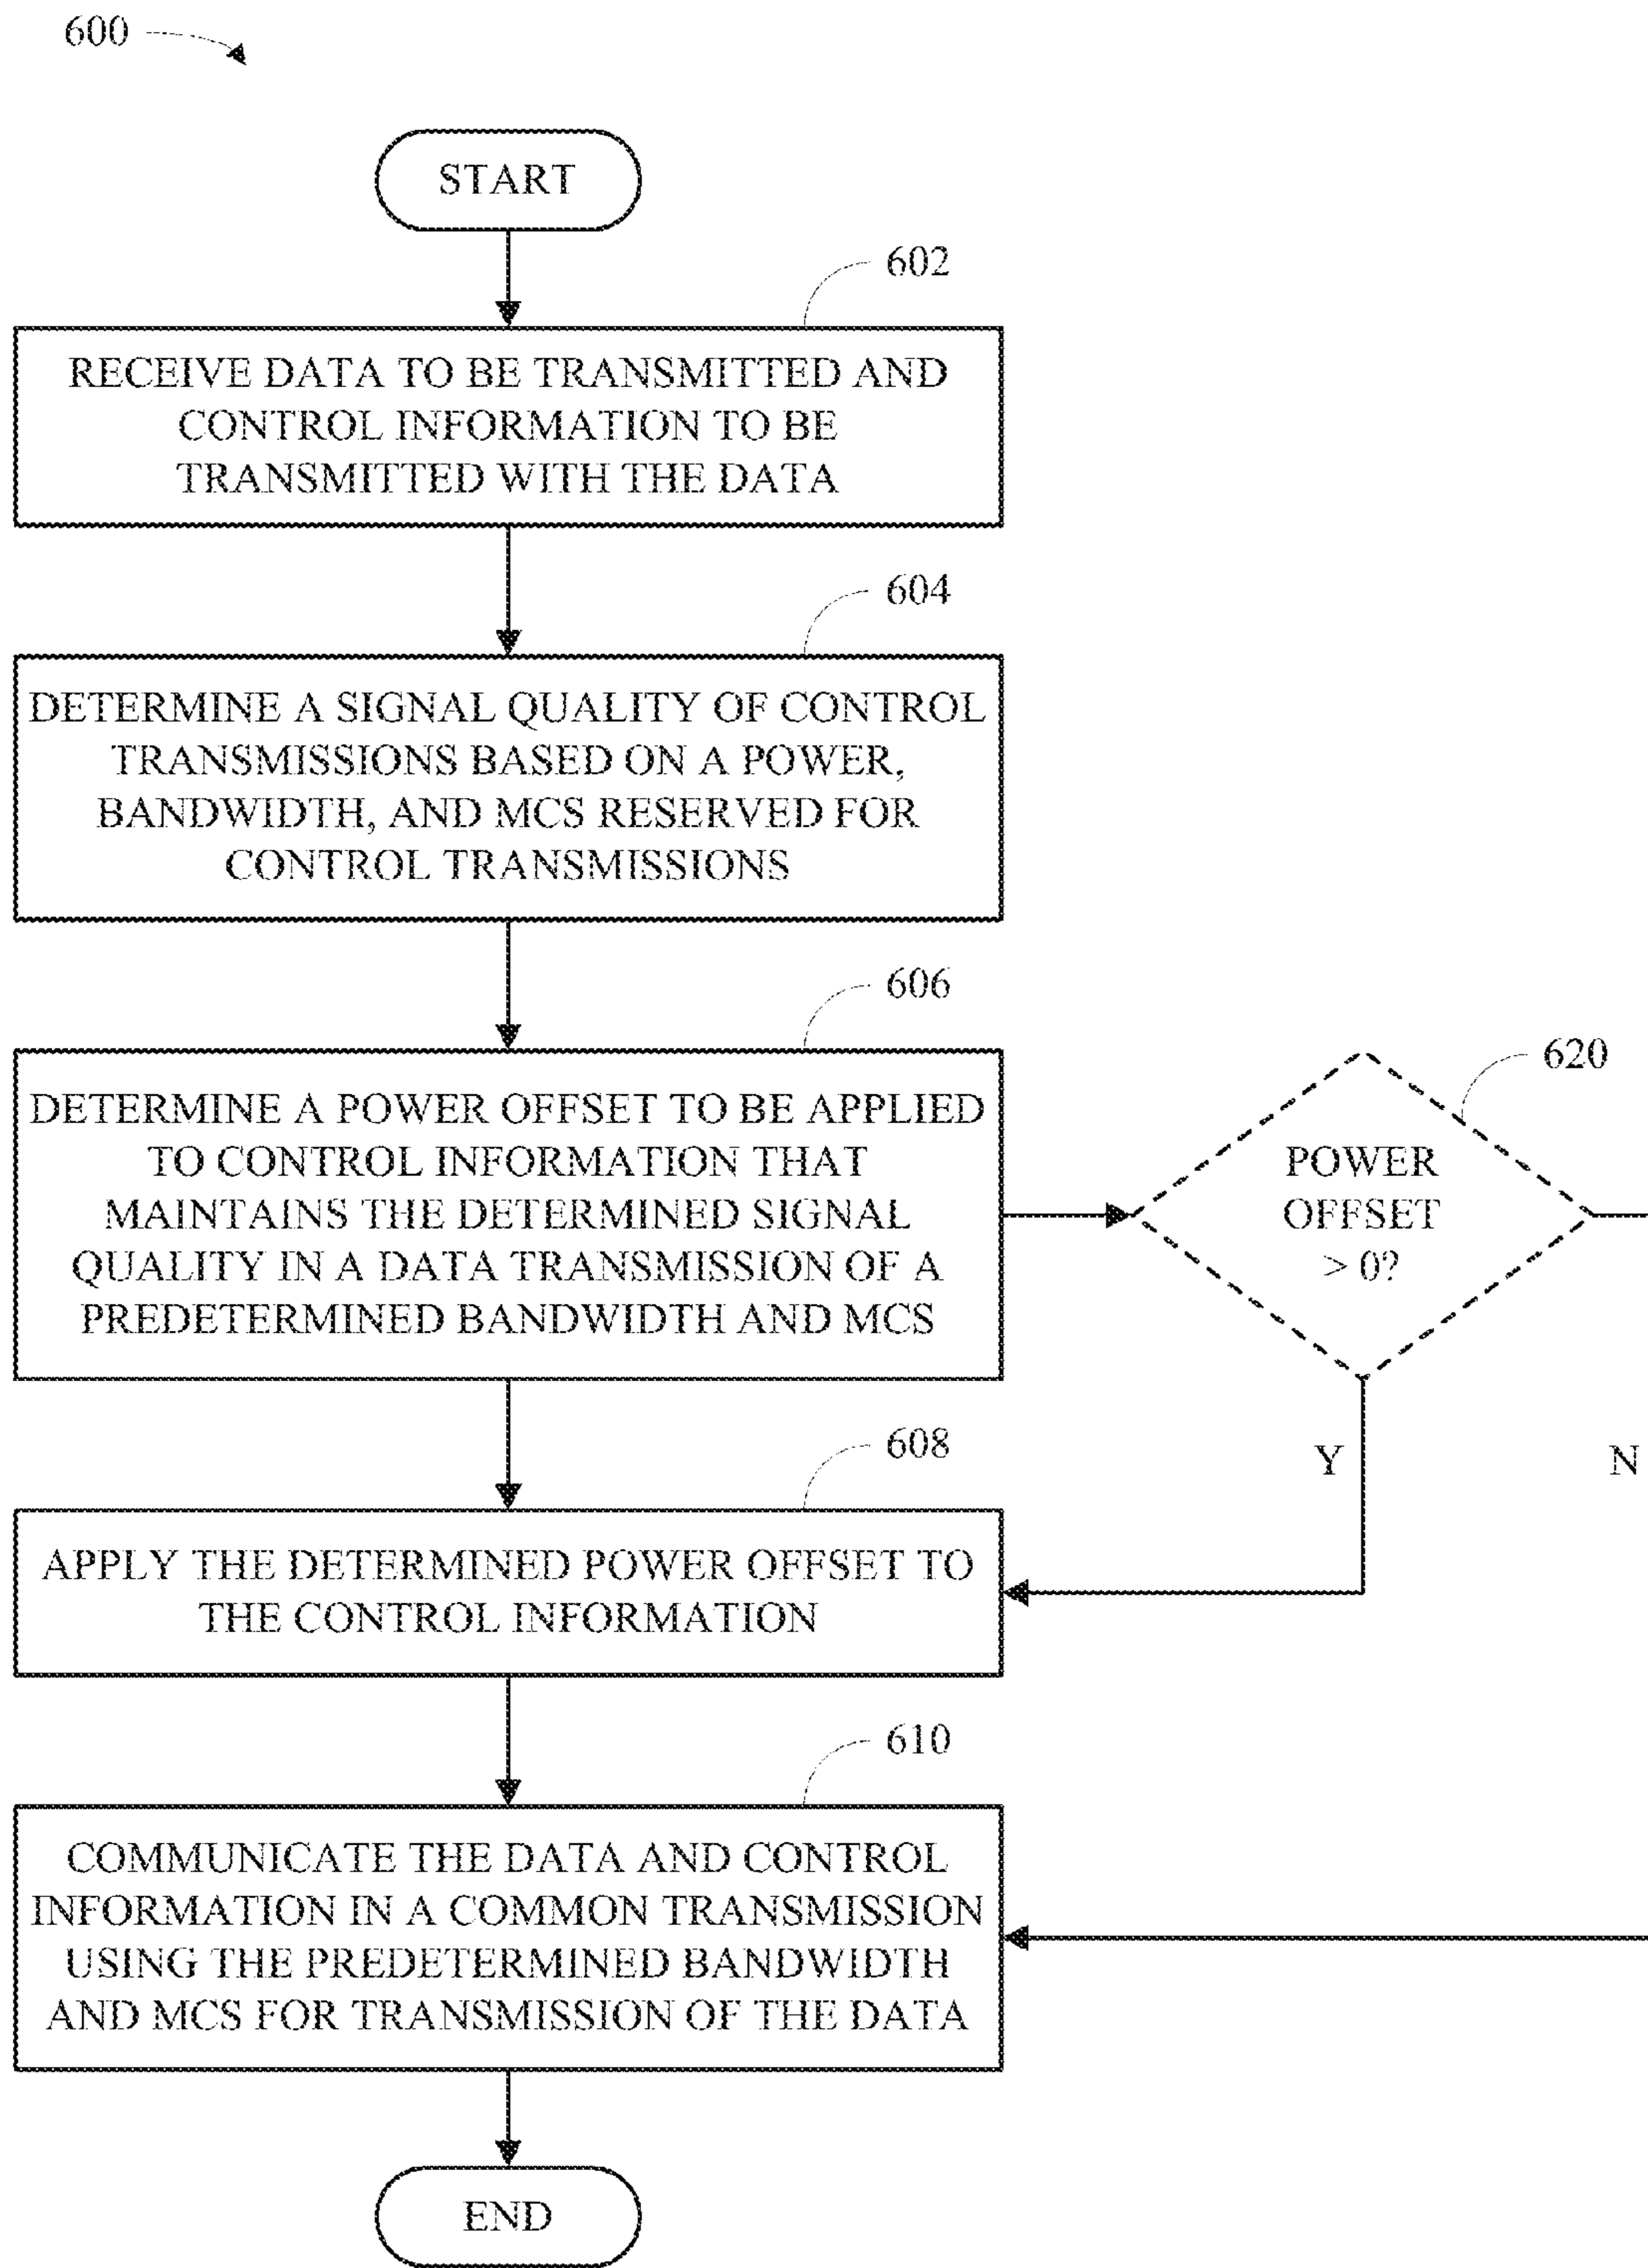 600
START
602
RECEIVE DATA TO BE TRANSMITTED AND
CONTROL INFORMATION TO BE
TRANSMITTED WITH THE DATA
604
DETERMINE A SIGNAL QUALITY OF CONTROL
TRANSMISSIONS BASED ON A POWER,
BANDWIDTH, AND MCS RESERVED FOR
CONTROL TRANSMISSIONS
606
DETERMINE A POWER OFFSET TO BE APPLIED
TO CONTROL INFORMATION THAT
MAINTAINS THE DETERMINED SIGNAL
QUALITY IN A DATA TRANSMISSION OF A
PREDETERMINED BANDWIDTH AND MCS
620
POWER
OFFSET
> 0?
Y
N
608
APPLY THE DETERMINED POWER OFFSET TO
THE CONTROL INFORMATION
610
COMMUNICATE THE DATA AND CONTROL
INFORMATION IN A COMMON TRANSMISSION
USING THE PREDETERMINED BANDWIDTH
AND MCS FOR TRANSMISSION OF THE DATA
END